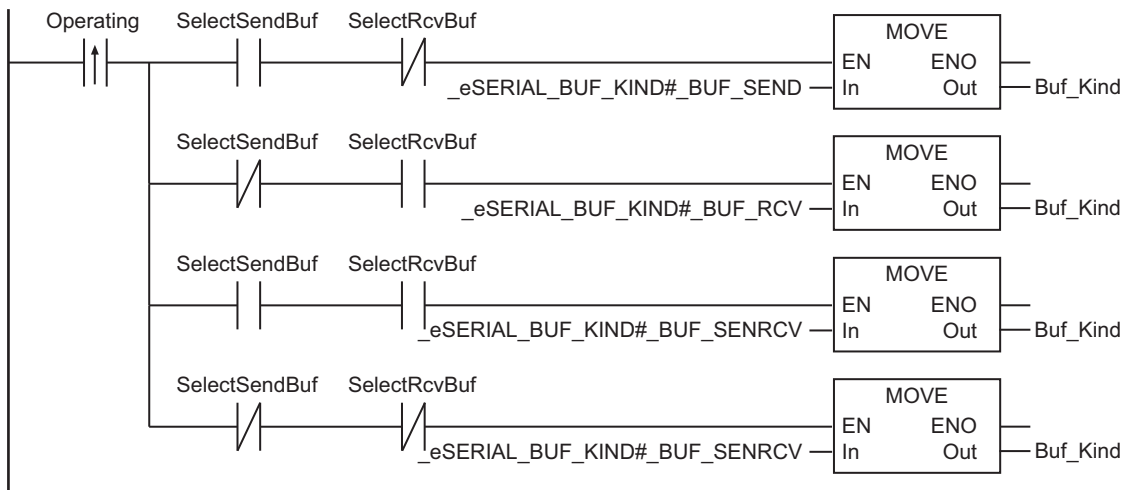 Operating SelectSendBuf SelectRcvBuf
MOVE
EN ENO
_eSERIAL_BUF_KIND#_BUF_SEND In Out Buf_Kind
SelectSendBuf SelectRcvBuf
MOVE
EN ENO
_eSERIAL_BUF_KIND#_BUF_RCV In Out Buf_Kind
SelectSendBuf SelectRcvBuf
MOVE
EN ENO
_eSERIAL_BUF_KIND#_BUF_SENRCV In Out Buf_Kind
SelectSendBuf SelectRcvBuf
MOVE
EN ENO
_eSERIAL_BUF_KIND#_BUF_SENRCV In Out Buf_Kind